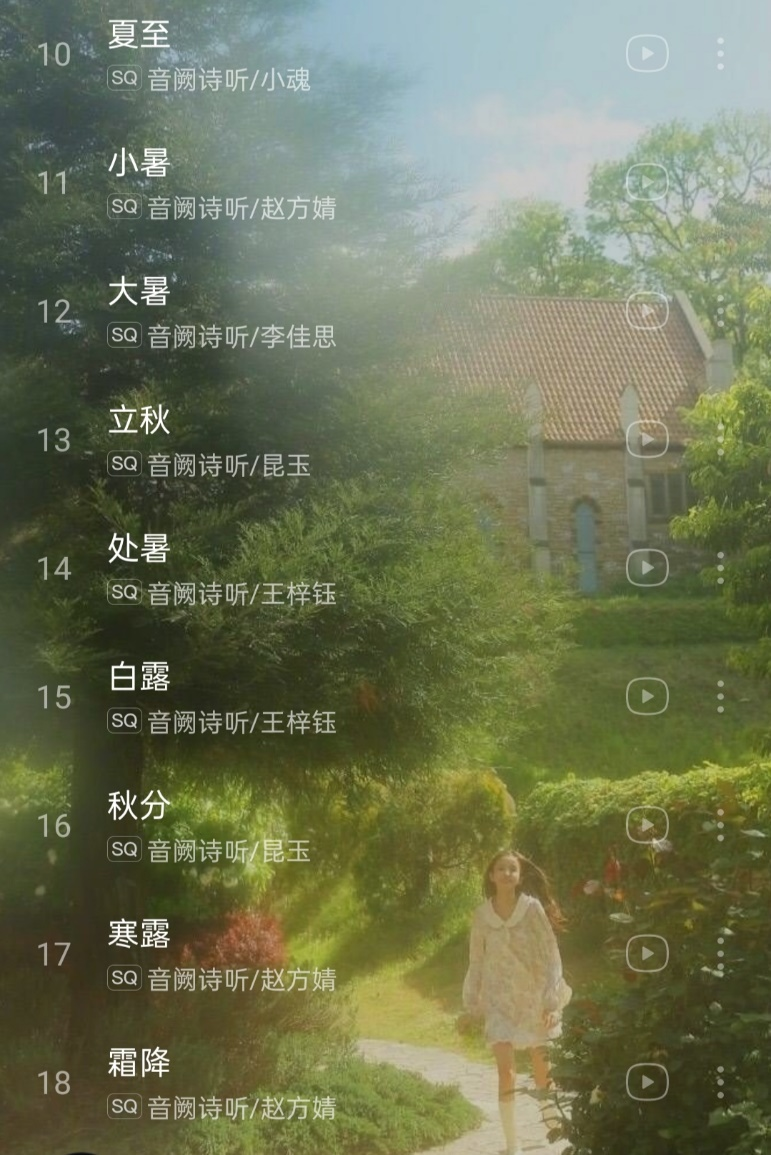 10
夏至
SQ 音阙诗听/小魂
11
小暑
SQ 音阙诗听/赵方婧
12
大暑
SQ 音阙诗听/李佳思
13
立秋
SQ 音阙诗听/昆玉
14
处暑
SQ 音阙诗听/王梓钰
15
白露
SQ 音阙诗听/王梓钰
16
秋分
SQ 音阙诗听/昆玉
17
寒露
SQ 音阙诗听/赵方婧
18
霜降
SQ 音阙诗听/赵方婧